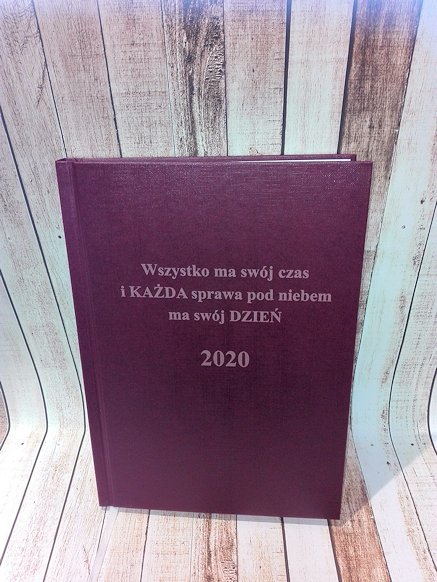 Wszystko ma swój czas
i KAŻDA sprawa pod niebem
ma swój DZIEŃ
2020